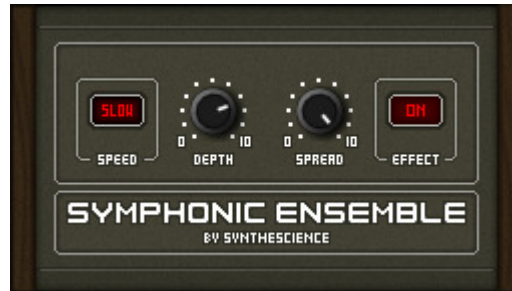 SLOW
ON
0 10
0 10
SPEED DEPTH SPREAD EFFECT
SYMPHONIC ENSEMBLE
BY SYNTHESCIENCE